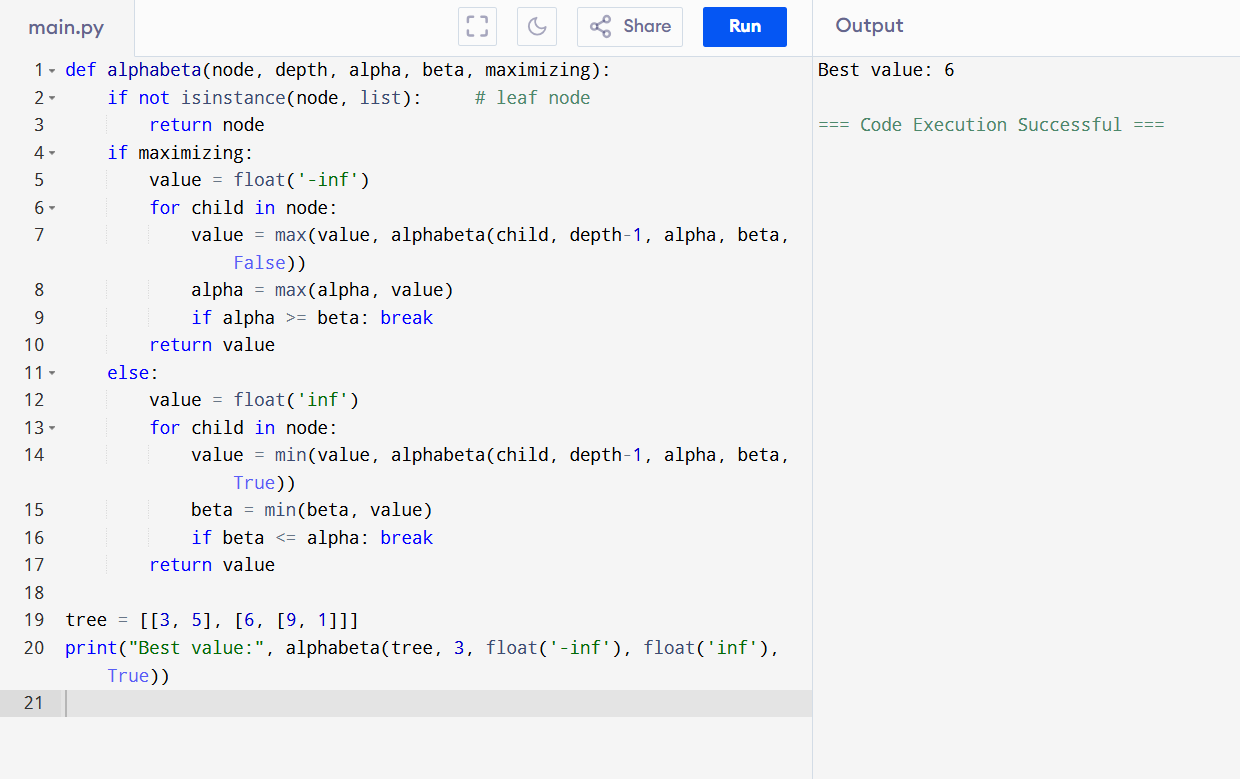 main.py
Share
Run
Output
1 def alphabeta(node, depth, alpha, beta, maximizing):
2     if not isinstance(node, list):     # leaf node
3         return node
4     if maximizing:
5         value = float('-inf')
6         for child in node:
7             value = max(value, alphabeta(child, depth-1, alpha, beta,
                False))
8             alpha = max(alpha, value)
9             if alpha >= beta: break
10         return value
11     else:
12         value = float('inf')
13         for child in node:
14             value = min(value, alphabeta(child, depth-1, alpha, beta,
                True))
15             beta = min(beta, value)
16             if beta <= alpha: break
17         return value
18
19 tree = [[3, 5], [6, [9, 1]]]
20 print("Best value:", alphabeta(tree, 3, float('-inf'), float('inf'),
    True))
21
Best value: 6
=== Code Execution Successful ===